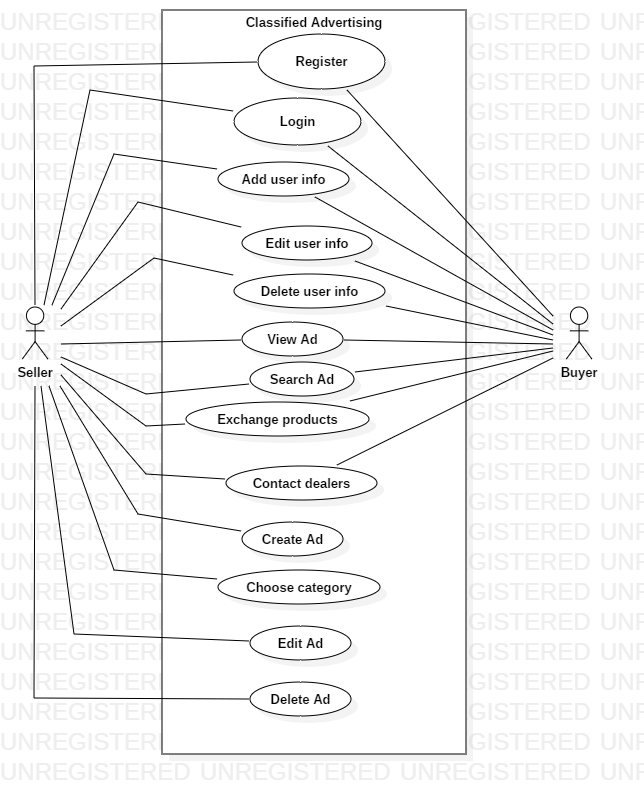 Classified Advertising
Register
Login
Add user info
Edit user info
Delete user info
View Ad
Search Ad
Exchange products
Contact dealers
Create Ad
Choose category
Edit Ad
Delete Ad
Seller
Buyer
UNREGISTERED UNREGISTERED UNREGISTERED UNR